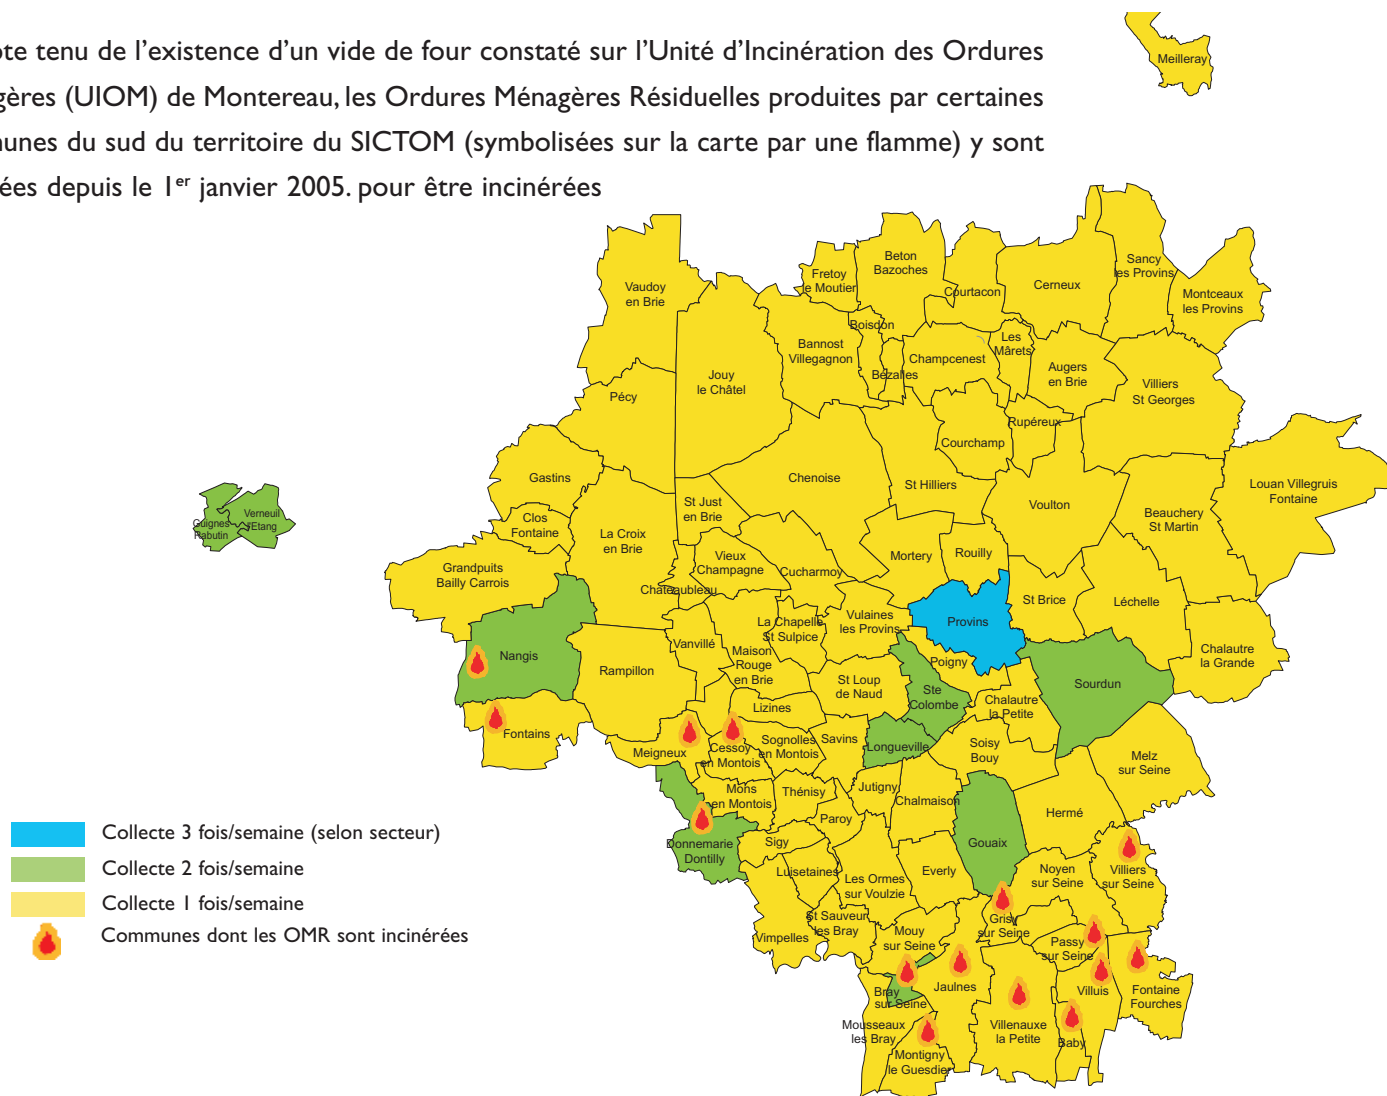 pte tenu de l'existence d'un vide de four constaté sur l'Unité d'Incinération des Ordures
gères (UIOM) de Montereau, les Ordures Ménagères Résiduelles produites par certaines
unes du sud du territoire du SICTOM (symbolisées sur la carte par une flamme) y sont
ées depuis le 1er janvier 2005. pour être incinérées
Meilleray
Vaudoy
en Brie
Fretoy
le Moutier
Beton
Bazoches
Courtacon
Cerneux
Sancy
les Provins
Montceaux
les Provins
Jouy
le Châtel
Bannost
Villegagnon
Boisdon
Bezalles
Champcenest
Les
Mârets
Augers
en Brie
Villiers
St Georges
Pécy
Rupéreux
Courchamp
Gastins
Chenoise
St Hilliers
Voulton
Louan Villegruis
Fontaine
Beauchery
St Martin
Guignes
Rabutin
Verneuil
l'Etang
Clos
Fontaine
La Croix
en Brie
St Just
en Brie
Vieux
Champagne
Cucharmoy
Mortery
Rouilly
Grandpuits
Bailly Carrois
Châteaubleau
St Brice
Léchelle
Provins
Vulaines
les Provins
La Chapelle
St Sulpice
Vanvillé
Maison
Rouge
en Brie
Nangis
Rampillon
Poigny
Chalautre
la Grande
Sourdun
St Loup
de Naud
Ste
Colombe
Chalautre
la Petite
Lizines
Fontains
Meigneux
Cessoy
en Montois
Sognolles
en Montois
Savins
Longueville
Soisy
Bouy
Melz
sur Seine
Mons
en Montois
Thénisy
Jutigny
Chalmaison
Hermé
Paroy
Donnemarie
Dontilly
Sigy
Gouaix
Luisetaines
Les Ormes
sur Voulzie
Everly
Noyen
sur Seine
Villiers
sur Seine
Vimpelles
St Sauveur
les Bray
Mouy
sur Seine
Grisy
sur Seine
Passy
sur Seine
Bray
sur Seine
Jaulnes
Villuis
Fontaine
Fourches
Mousseaux
les Bray
Villenauxe
la Petite
Baby
Montigny
le Guesdier
Collecte 3 fois/semaine (selon secteur)
Collecte 2 fois/semaine
Collecte 1 fois/semaine
Communes dont les OMR sont incinérées